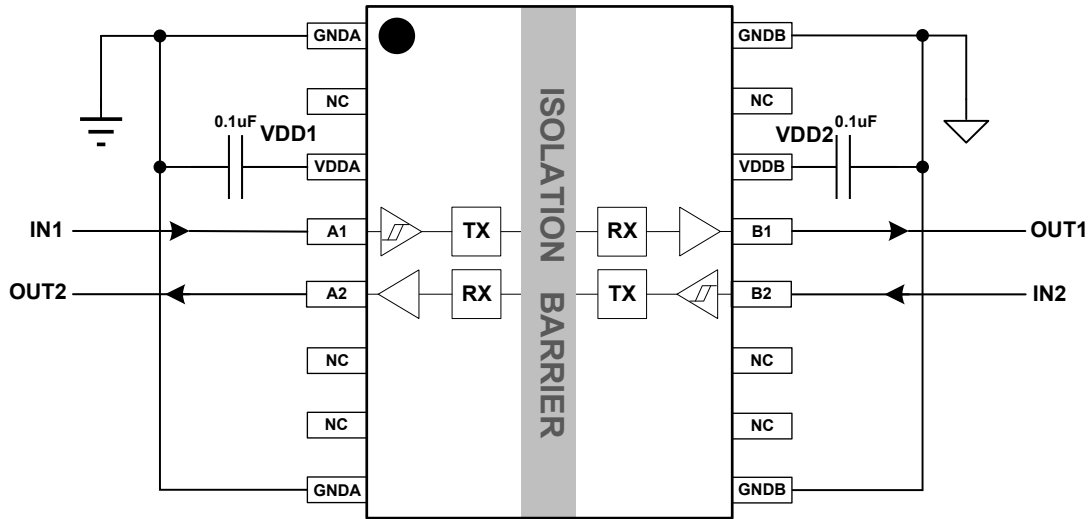 GNDA
GNDB
NC
NC
0.1uF
VDD1
VDD2
0.1uF
VDDA
VDDB
IN1
A1
TX
RX
B1
OUT1
OUT2
A2
RX
TX
B2
IN2
ISOLATION BARRIER
NC
NC
NC
NC
GNDA
GNDB